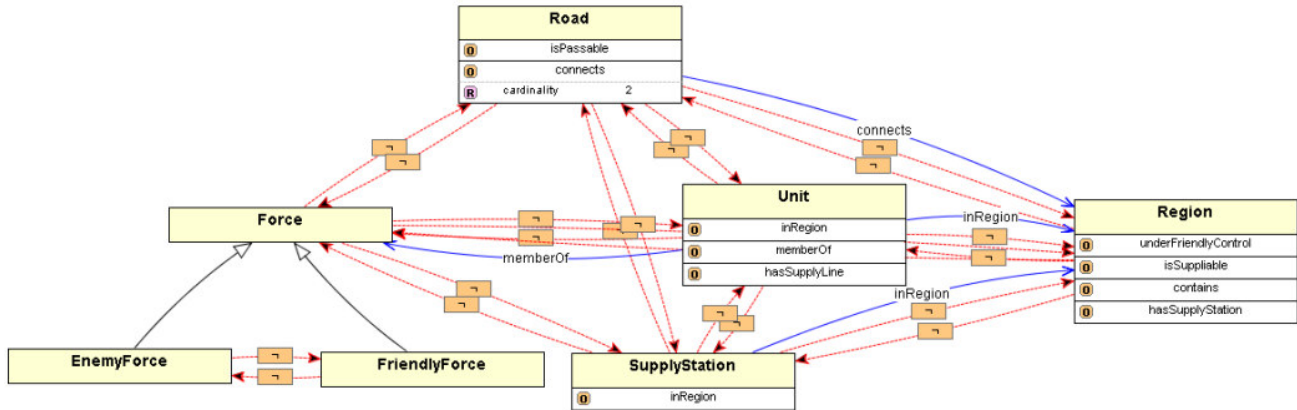 Road
O isPassable
O connects
R cardinality 2
connects
¬
¬
¬
¬
¬
¬
Unit
O inRegion
O memberOf
O hasSupplyLine
inRegion
Region
O underFriendlyControl
O isSuppliable
O contains
O hasSupplyStation
Force
¬
¬
¬
¬
¬
¬
¬
memberOf
¬
¬
inRegion
¬
¬
¬
¬
EnemyForce
¬
¬
FriendlyForce
SupplyStation
O inRegion